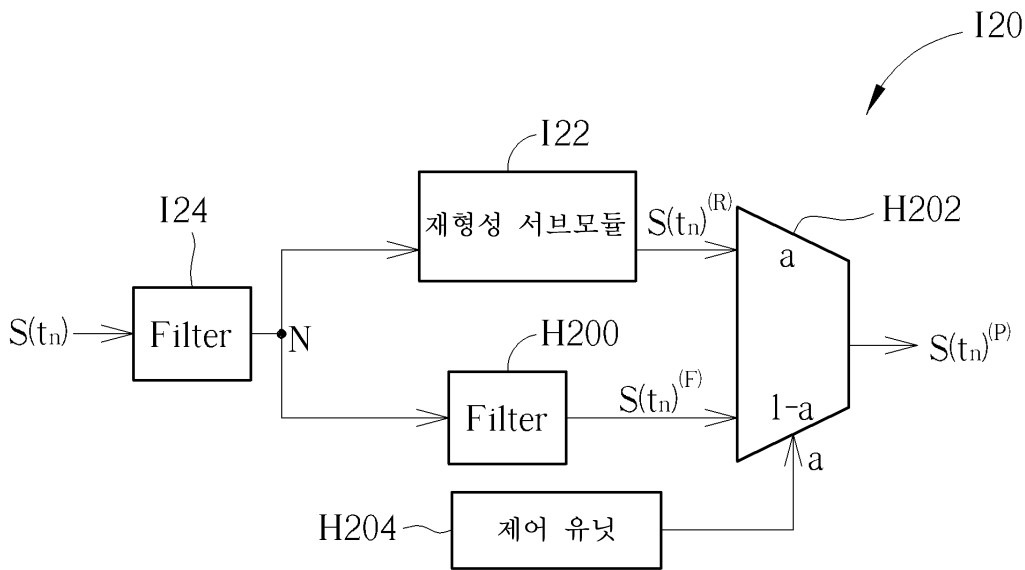 I20
I22
재형성 서브모듈
S(tn)(R)
H202
a
I24
S(tn)
Filter
N
H200
Filter
S(tn)(F)
1-a
S(tn)(P)
a
H204
제어 유닛